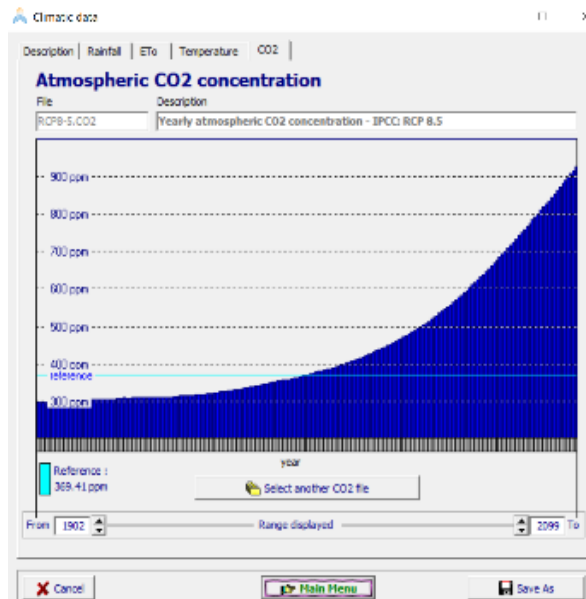 Climatic data
Description Rainfall ETo Temperature CO2
Atmospheric CO2 concentration
File Description
RCP8-5.CO2 Yearly atmospheric CO2 concentration - IPCC: RCP 8.5
900 ppm
800 ppm
700 ppm
600 ppm
500 ppm
400 ppm
reference
300 ppm
year
Reference :
369.41 ppm
Select another CO2 file
From 1902 Range displayed 2099 To
Cancel Main Menu Save As